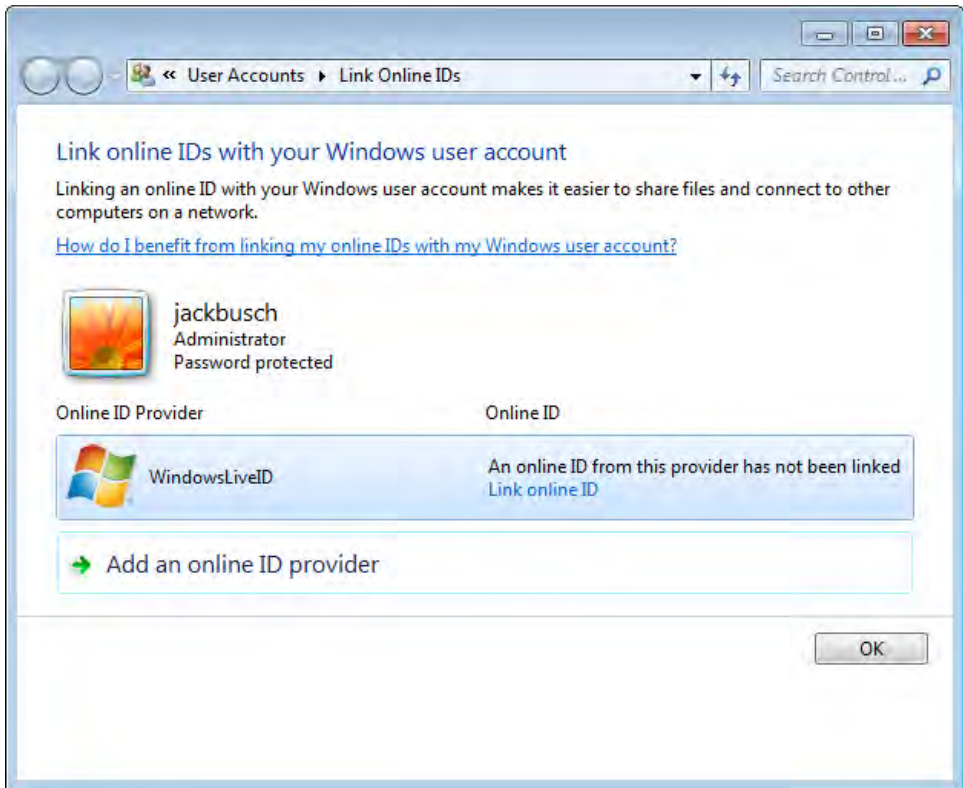 « User Accounts ▸ Link Online IDs
Search Control ...
Link online IDs with your Windows user account
Linking an online ID with your Windows user account makes it easier to share files and connect to other
computers on a network.
How do I benefit from linking my online IDs with my Windows user account?
jackbusch
Administrator
Password protected
Online ID Provider Online ID
WindowsLiveID
An online ID from this provider has not been linked
Link online ID
Add an online ID provider
OK